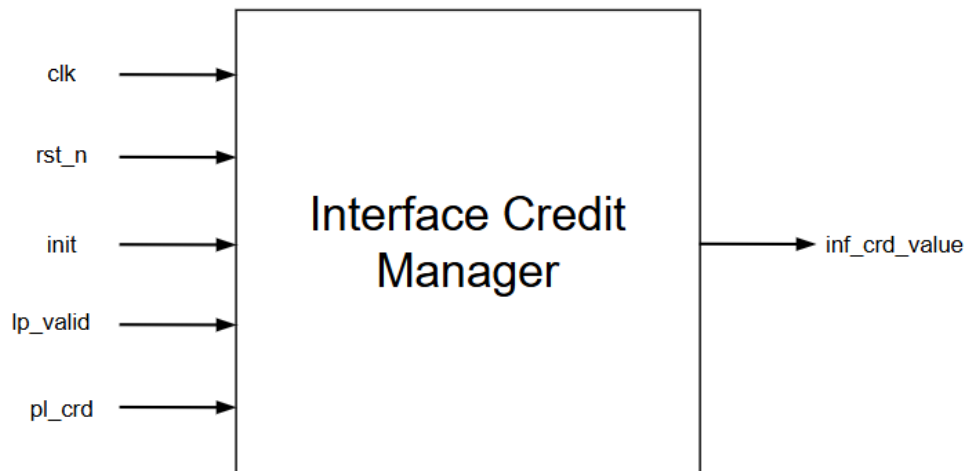 clk
rst_n
init
lp_valid
pl_crd
Interface Credit
Manager
inf_crd_value